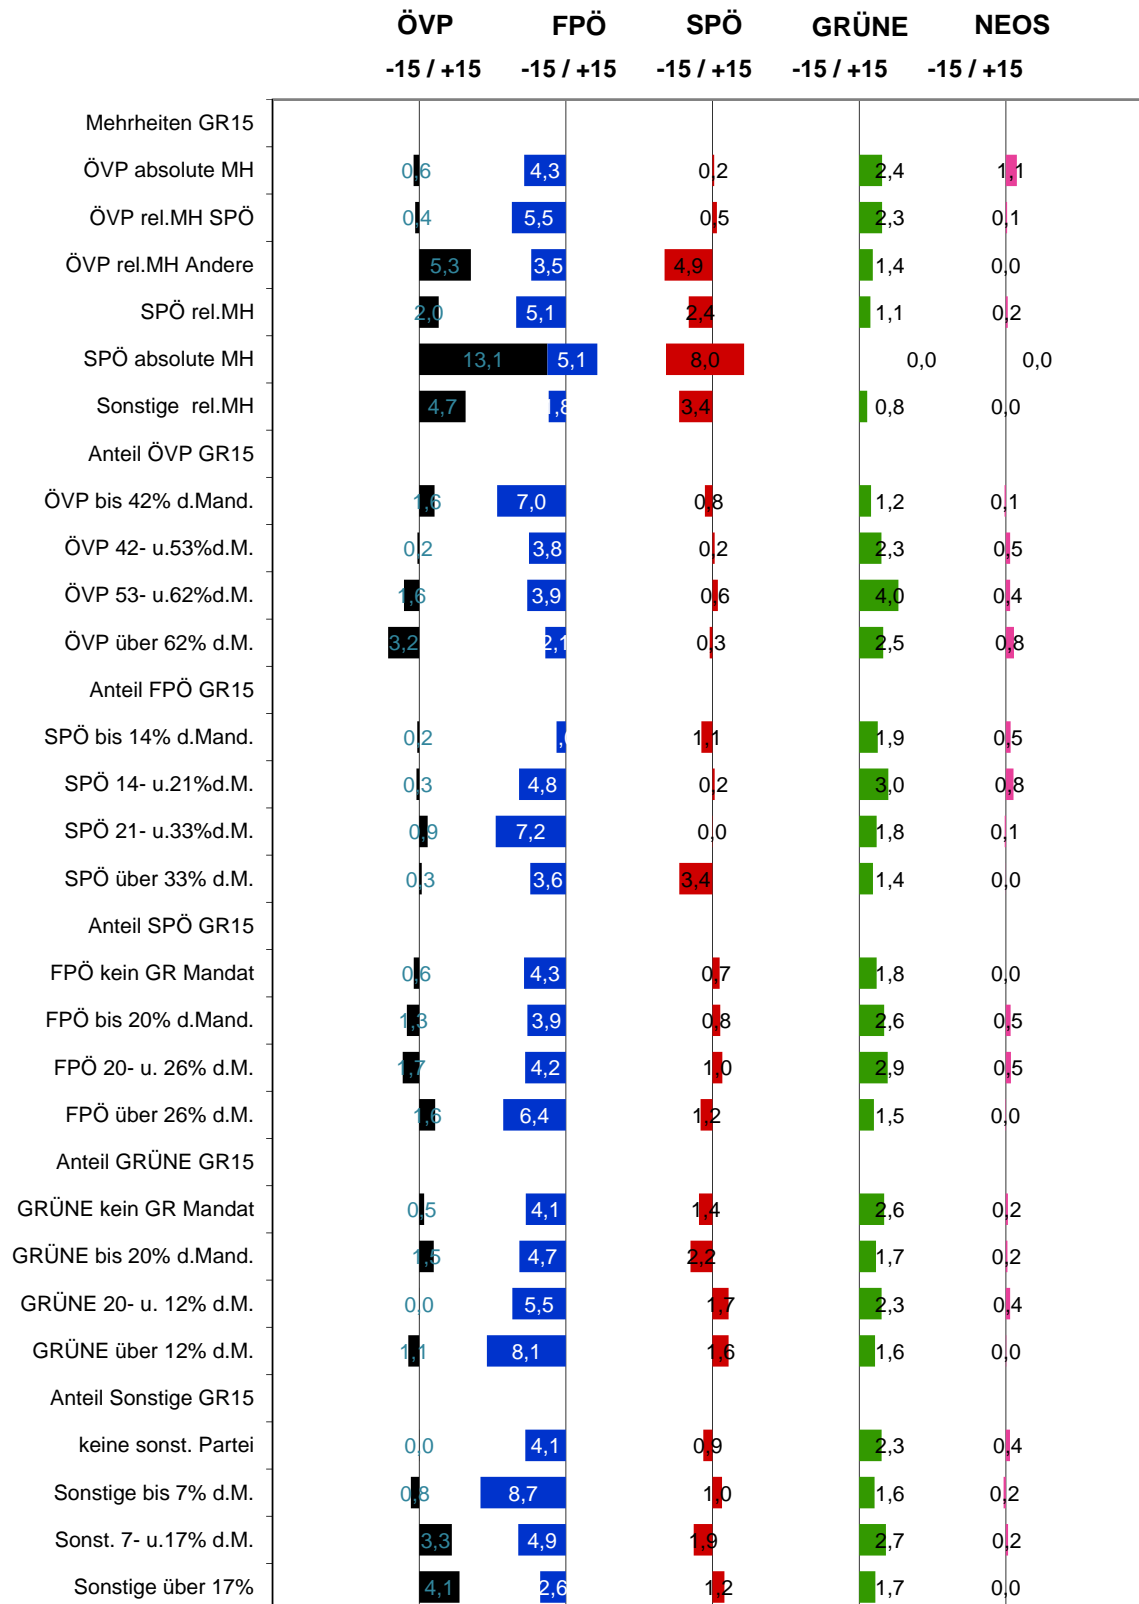 ÖVP FPÖ SPÖ GRÜNE NEOS
-15 / +15 -15 / +15 -15 / +15 -15 / +15 -15 / +15
Mehrheiten GR15
ÖVP absolute MH 0,6 4,3 0,2 2,4 1,1
ÖVP rel.MH SPÖ 0,4 5,5 0,5 2,3 0,1
ÖVP rel.MH Andere 5,3 3,5 4,9 1,4 0,0
SPÖ rel.MH 2,0 5,1 2,4 1,1 0,2
SPÖ absolute MH 13,1 5,1 8,0 0,0 0,0
Sonstige rel.MH 4,7 1,8 3,4 0,8 0,0
Anteil ÖVP GR15
ÖVP bis 42% d.Mand. 1,6 7,0 0,8 1,2 0,1
ÖVP 42- u.53%d.M. 0,2 3,8 0,2 2,3 0,5
ÖVP 53- u.62%d.M. 1,6 3,9 0,6 4,0 0,4
ÖVP über 62% d.M. 3,2 2,1 0,3 2,5 0,8
Anteil FPÖ GR15
SPÖ bis 14% d.Mand. 0,2 1,1 1,9 0,5
SPÖ 14- u.21%d.M. 0,3 4,8 0,2 3,0 0,8
SPÖ 21- u.33%d.M. 0,9 7,2 0,0 1,8 0,1
SPÖ über 33% d.M. 0,3 3,6 3,4 1,4 0,0
Anteil SPÖ GR15
FPÖ kein GR Mandat 0,6 4,3 0,7 1,8 0,0
FPÖ bis 20% d.Mand. 1,3 3,9 0,8 2,6 0,5
FPÖ 20- u. 26% d.M. 1,7 4,2 1,0 2,9 0,5
FPÖ über 26% d.M. 1,6 6,4 1,2 1,5 0,0
Anteil GRÜNE GR15
GRÜNE kein GR Mandat 0,5 4,1 1,4 2,6 0,2
GRÜNE bis 20% d.Mand. 1,5 4,7 2,2 1,7 0,2
GRÜNE 20- u. 12% d.M. 0,0 5,5 1,7 2,3 0,4
GRÜNE über 12% d.M. 1,1 8,1 1,6 1,6 0,0
Anteil Sonstige GR15
keine sonst. Partei 0,0 4,1 0,9 2,3 0,4
Sonstige bis 7% d.M. 0,8 8,7 1,0 1,6 0,2
Sonst. 7- u.17% d.M. 3,3 4,9 1,9 2,7 0,2
Sonstige über 17% 4,1 2,6 1,2 1,7 0,0